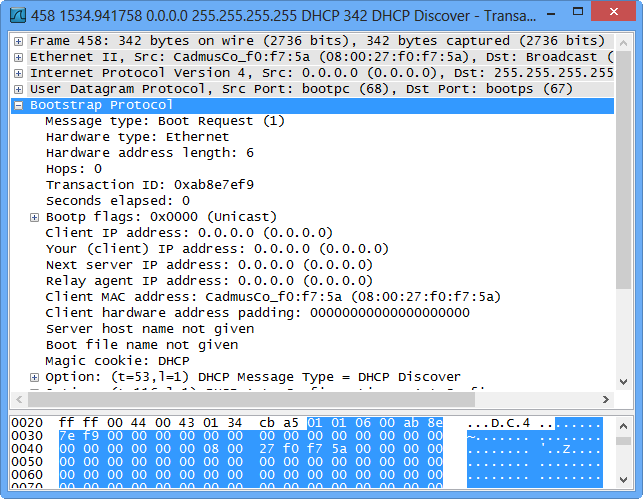 458 1534.941758 0.0.0.0 255.255.255.255 DHCP 342 DHCP Discover - Transa...
Frame 458: 342 bytes on wire (2736 bits), 342 bytes captured (2736 bits)
Ethernet II, Src: CadmusCo_f0:f7:5a (08:00:27:f0:f7:5a), Dst: Broadcast (
Internet Protocol Version 4, Src: 0.0.0.0 (0.0.0.0), Dst: 255.255.255.255
User Datagram Protocol, Src Port: bootpc (68), Dst Port: bootps (67)
Bootstrap Protocol
Message type: Boot Request (1)
Hardware type: Ethernet
Hardware address length: 6
Hops: 0
Transaction ID: 0xab8e7ef9
Seconds elapsed: 0
Bootp flags: 0x0000 (Unicast)
Client IP address: 0.0.0.0 (0.0.0.0)
Your (client) IP address: 0.0.0.0 (0.0.0.0)
Next server IP address: 0.0.0.0 (0.0.0.0)
Relay agent IP address: 0.0.0.0 (0.0.0.0)
Client MAC address: CadmusCo_f0:f7:5a (08:00:27:f0:f7:5a)
Client hardware address padding: 00000000000000000000
Server host name not given
Boot file name not given
Magic cookie: DHCP
Option: (t=53,l=1) DHCP Message Type = DHCP Discover
0020 ff ff 00 44 00 43 01 34 cb a5 01 01 06 00 ab 8e ...D.C.4 ........
0030 7e f9 00 00 00 00 00 00 00 00 00 00 00 00 00 00 ~....... ........
0040 00 00 00 00 00 00 08 00 27 f0 f7 5a 00 00 00 00 ........ '..Z....
0050 00 00 00 00 00 00 00 00 00 00 00 00 00 00 00 00 ........ ........
0060 00 00 00 00 00 00 00 00 00 00 00 00 00 00 00 00 ........ ........